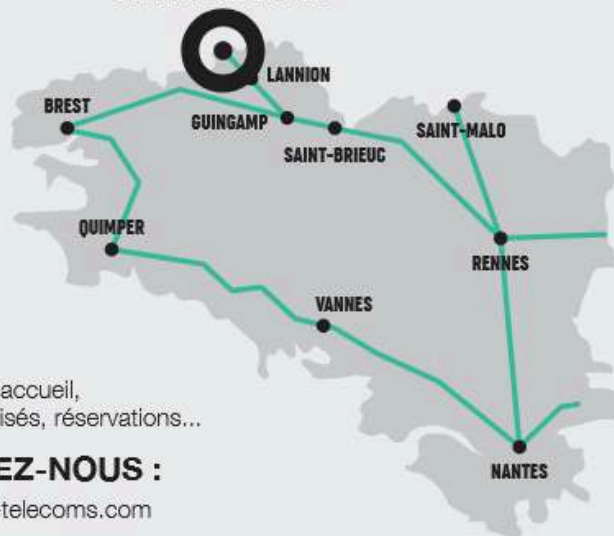 LANNION
BREST
GUINGAMP
SAINT-MALO
SAINT-BRIEUC
QUIMPER
RENNES
VANNES
accueil,
isés, réservations...
EZ-NOUS :
telecoms.com
NANTES